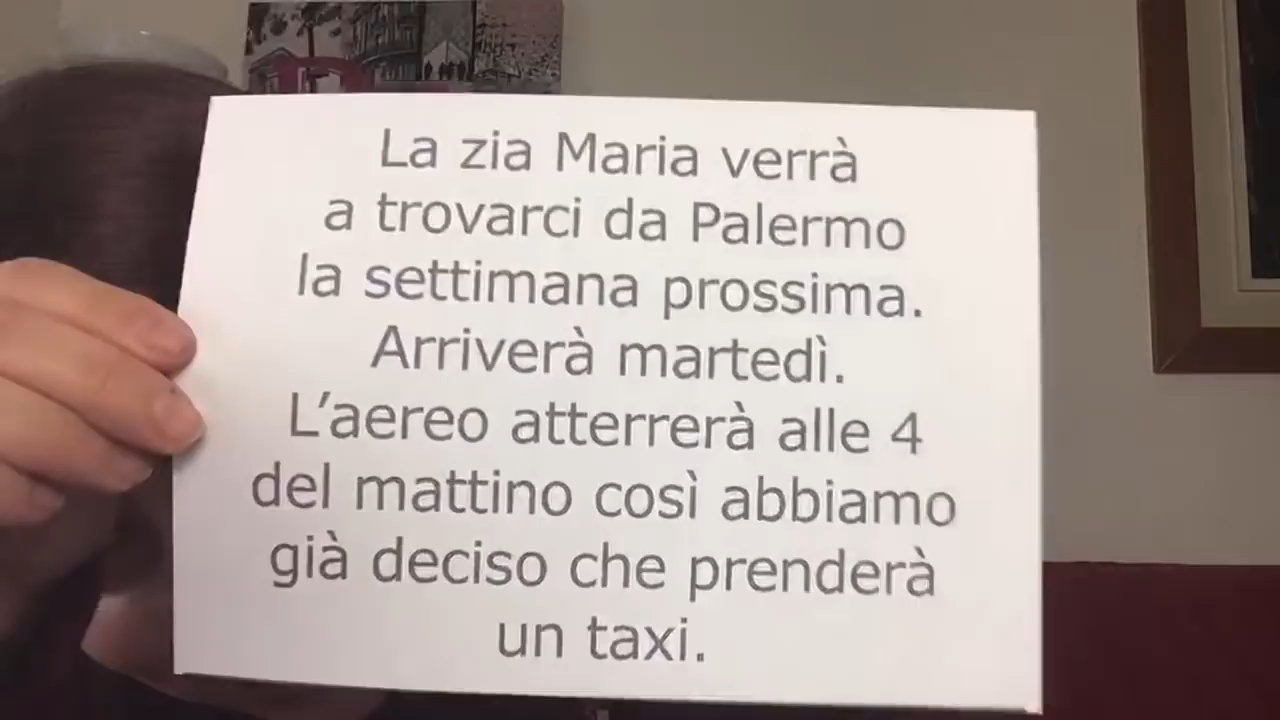 La zia Maria verrà
a trovarci da Palermo
la settimana prossima.
Arriverà martedì.
L’aereo atterrerà alle 4
del mattino così abbiamo
già deciso che prenderà
un taxi.